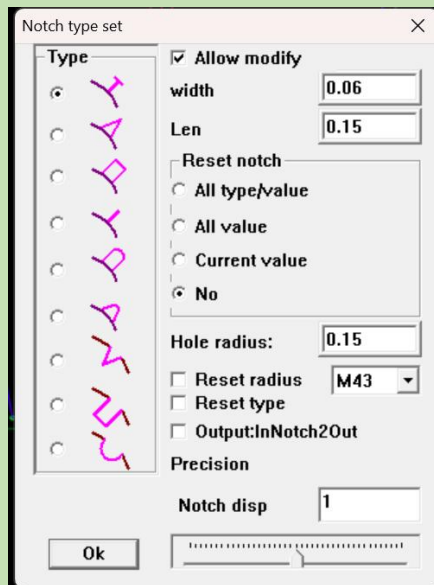 Notch type set
Type
Allow modify
width 0.06
Len 0.15
Reset notch
All type/value
All value
Current value
No
Hole radius: 0.15
Reset radius M43
Reset type
Output:InNotch2Out
Precision
Notch disp 1
Ok